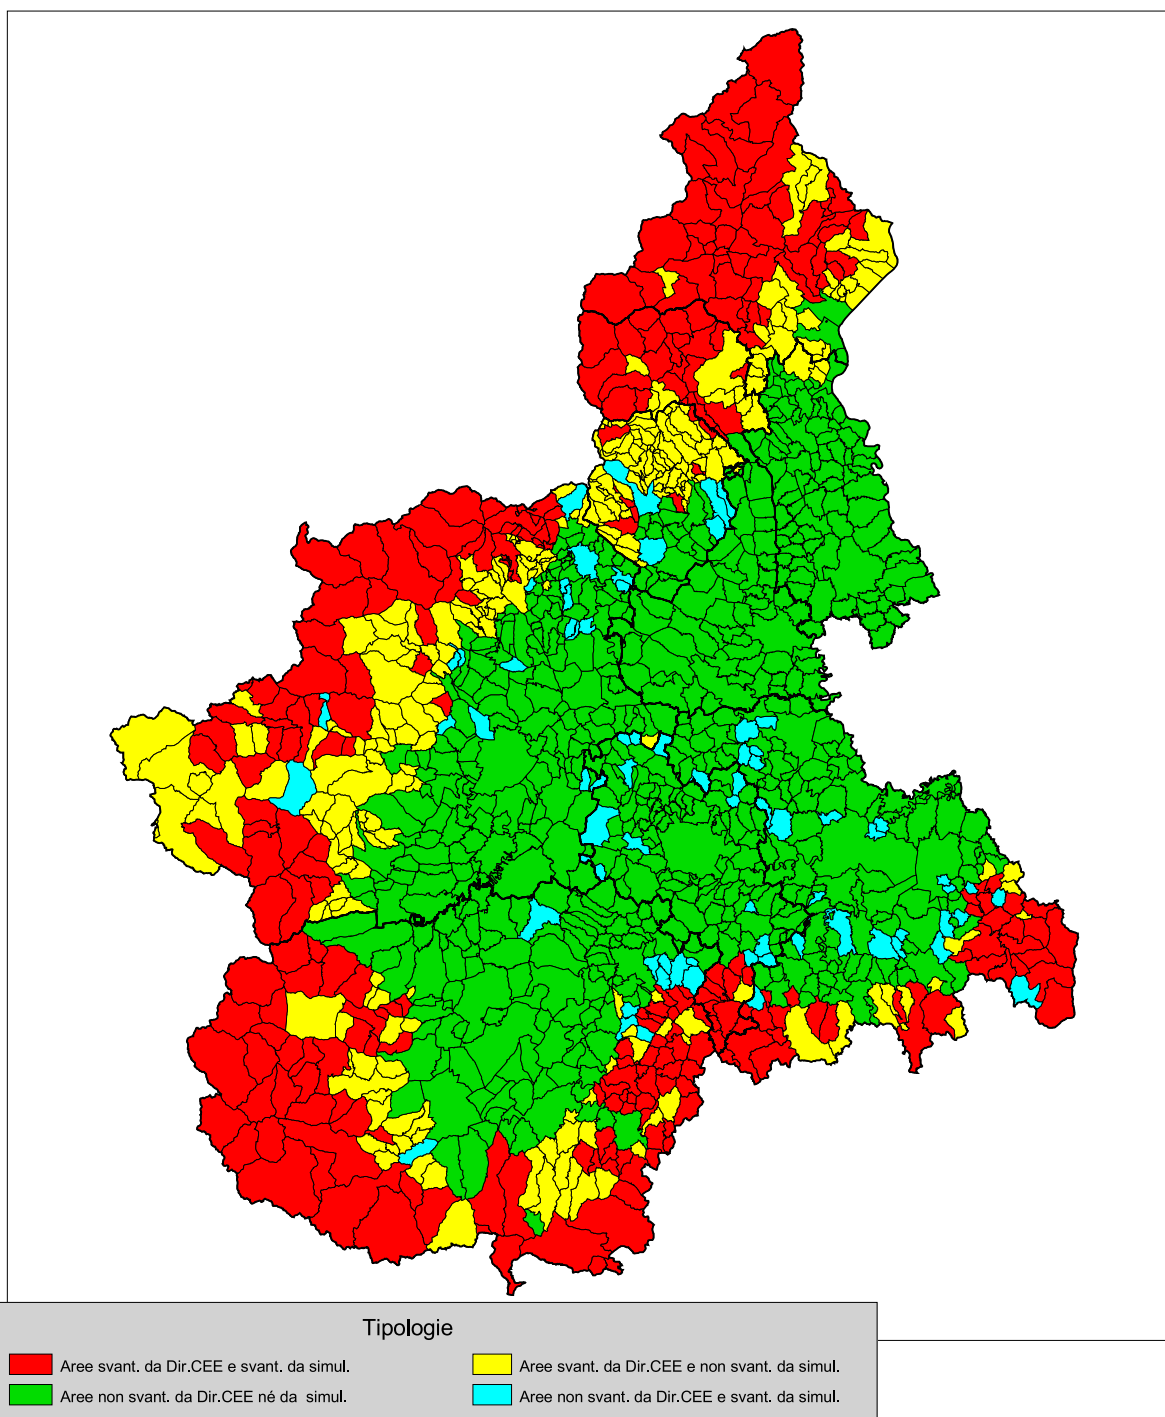 Tipologie
Aree svant. da Dir.CEE e svant. da simul.
Aree svant. da Dir.CEE e non svant. da simul.
Aree non svant. da Dir.CEE né da simul.
Aree non svant. da Dir.CEE e svant. da simul.